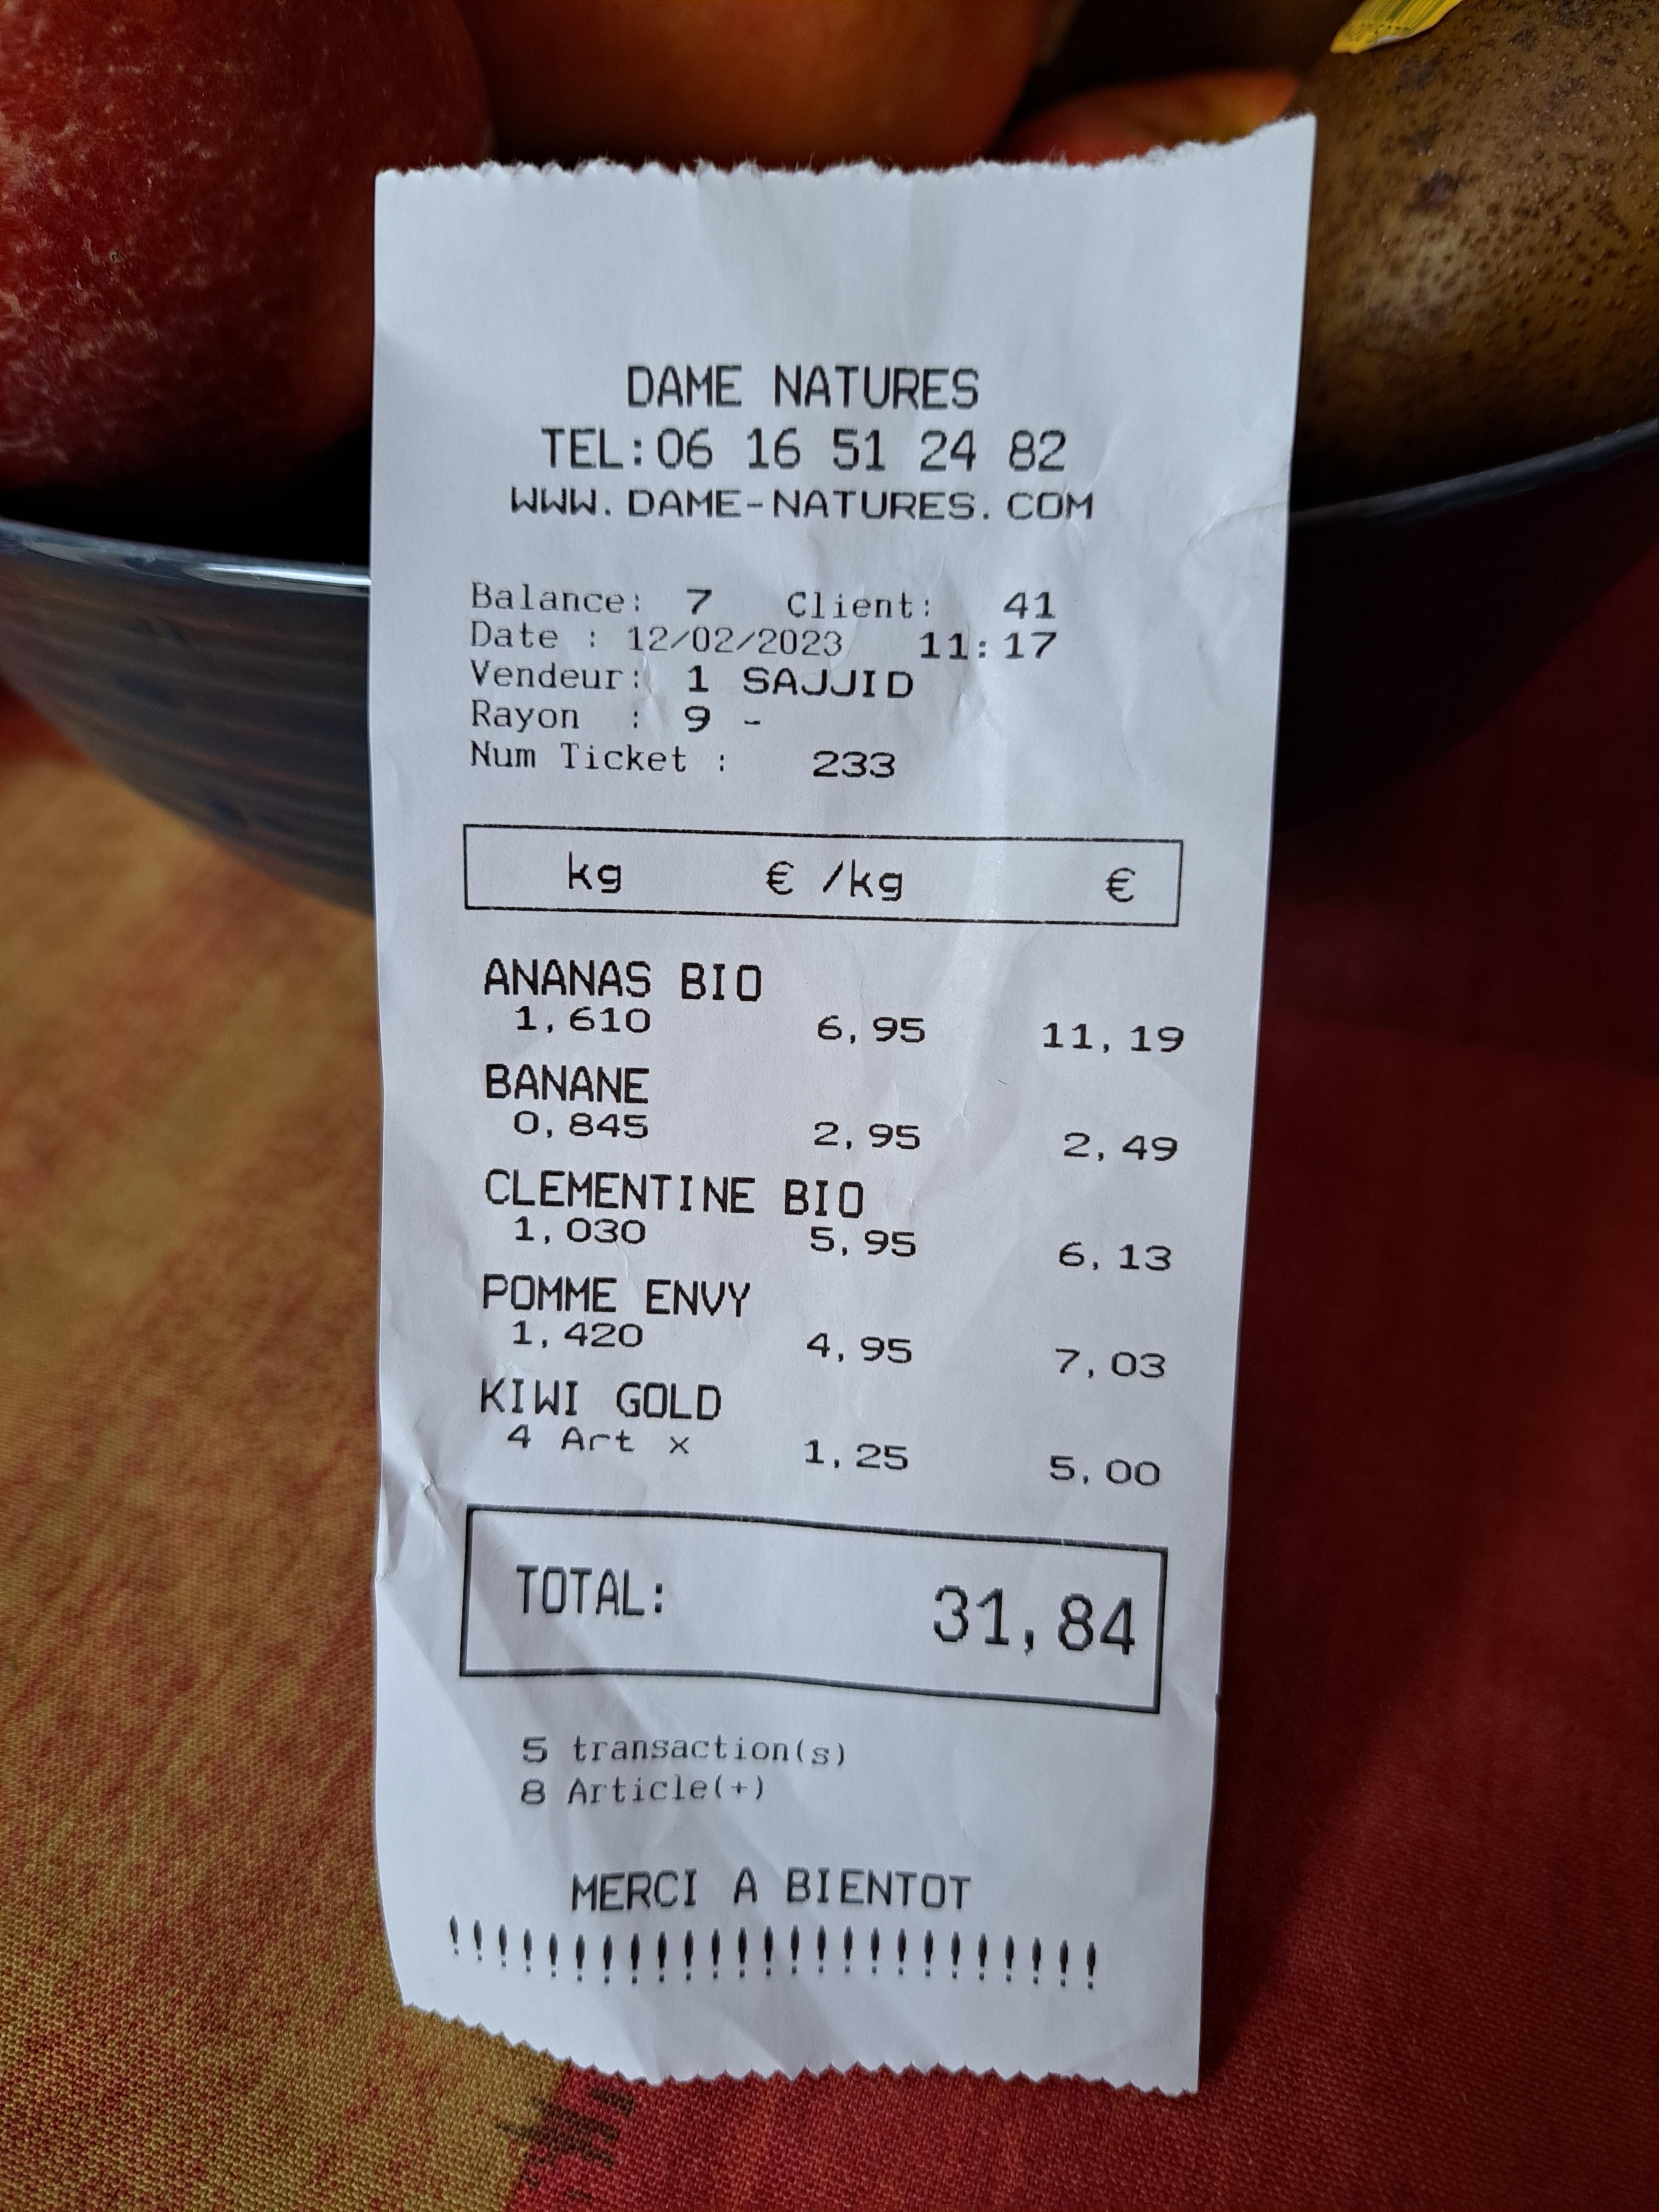 DAME NATURES
TEL:06 16 51 24 82
WWW.DAME-NATURES.COM
Balance: 7 Client: 41
Date : 12/02/2023 11:17
Vendeur: 1 SAJJID
Rayon : 9 -
Num Ticket : 233
kg € /kg €
ANANAS BIO
1,610 6,95 11,19
BANANE
0,845 2,95 2,49
CLEMENTINE BIO
1,030 5,95 6,13
POMME ENVY
1,420 4,95 7,03
KIWI GOLD
4 Art x 1,25 5,00
TOTAL: 31,84
5 transaction(s)
8 Article(+)
MERCI A BIENTOT
!!!!!!!!!!!!!!!!!!!!!!!!!